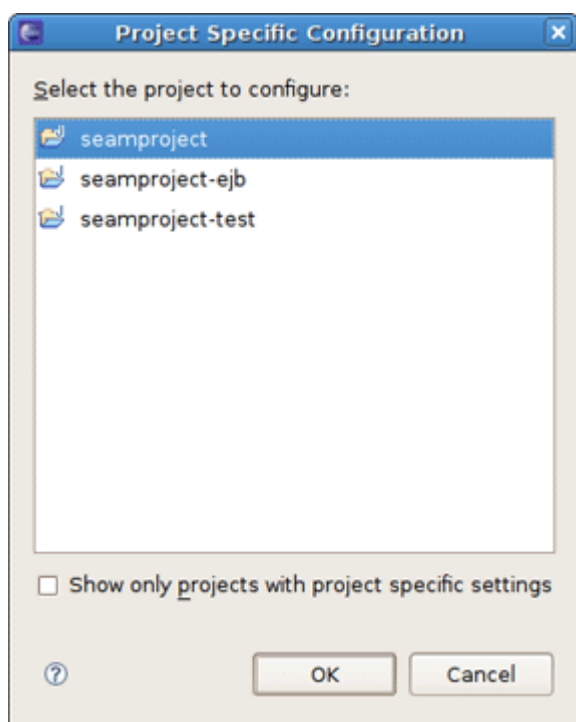 Project Specific Configuration
Select the project to configure:
seamproject
seamproject-ejb
seamproject-test
Show only projects with project specific settings
OK
Cancel